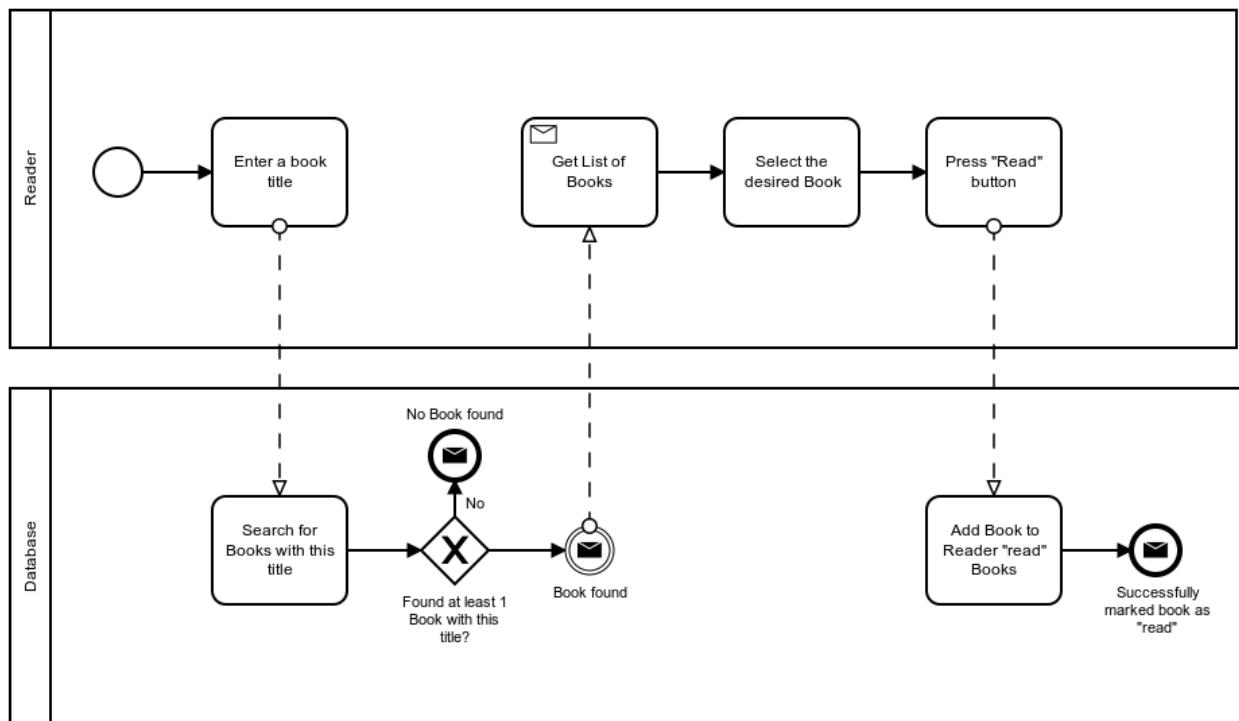 Reader
Enter a book
title
Get List of
Books
Select the
desired Book
Press "Read"
button
Database
No Book found
No
Search for
Books with this
title
Found at least 1
Book with this
title?
Book found
Add Book to
Reader "read"
Books
Successfully
marked book as
"read"